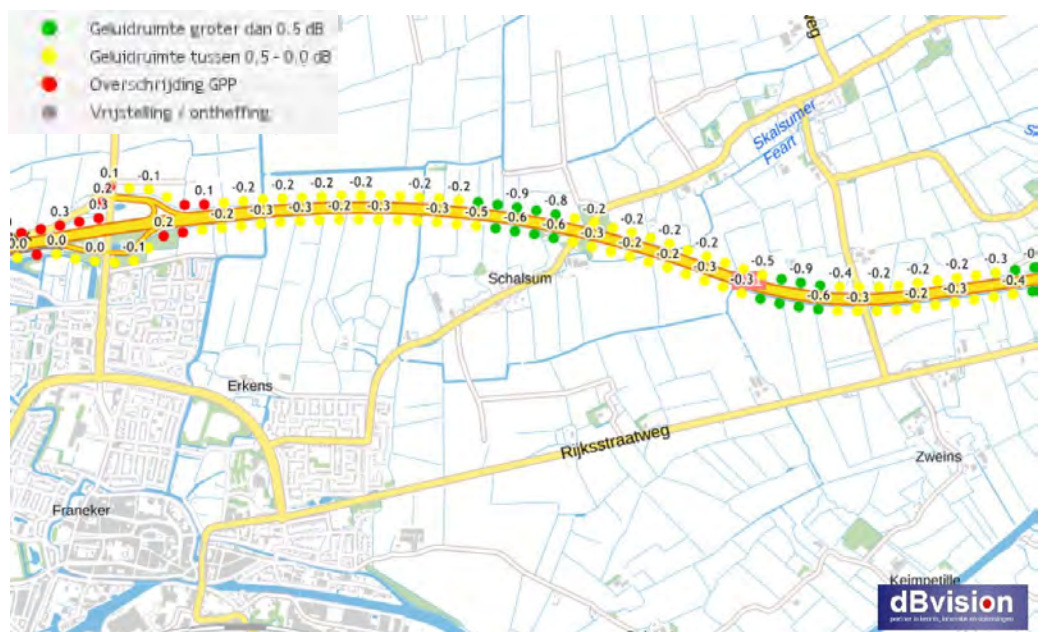 Geluidruimte groter dan 0.5 dB
Geluidruimte tussen 0,5 - 0,0 dB
Overschrijding GPP
Vrijstelling / ontheffing
weg
Skalsumer
Feart
0.1 -0.1
0.2
0.3 0.3
0.1 -0.2 -0.2 -0.2 -0.2 -0.2 -0.2 -0.9 -0.8 -0.2
0.0 0.0 0.0 -0.1 0.2 -0.2 -0.3 -0.3 -0.2 -0.3 -0.3 -0.5 -0.6 -0.6 -0.3
-0.2 -0.2 -0.2 -0.5 -0.9 -0.4 -0.2 -0.2 -0.2 -0.3
-0.2 -0.2 -0.3 -0.3 -0.6 -0.3 -0.2 -0.3 -0.4
Schalsum
Erkens
Rijksstraatweg
Zweins
Franeker
Keimpetille
dBvision